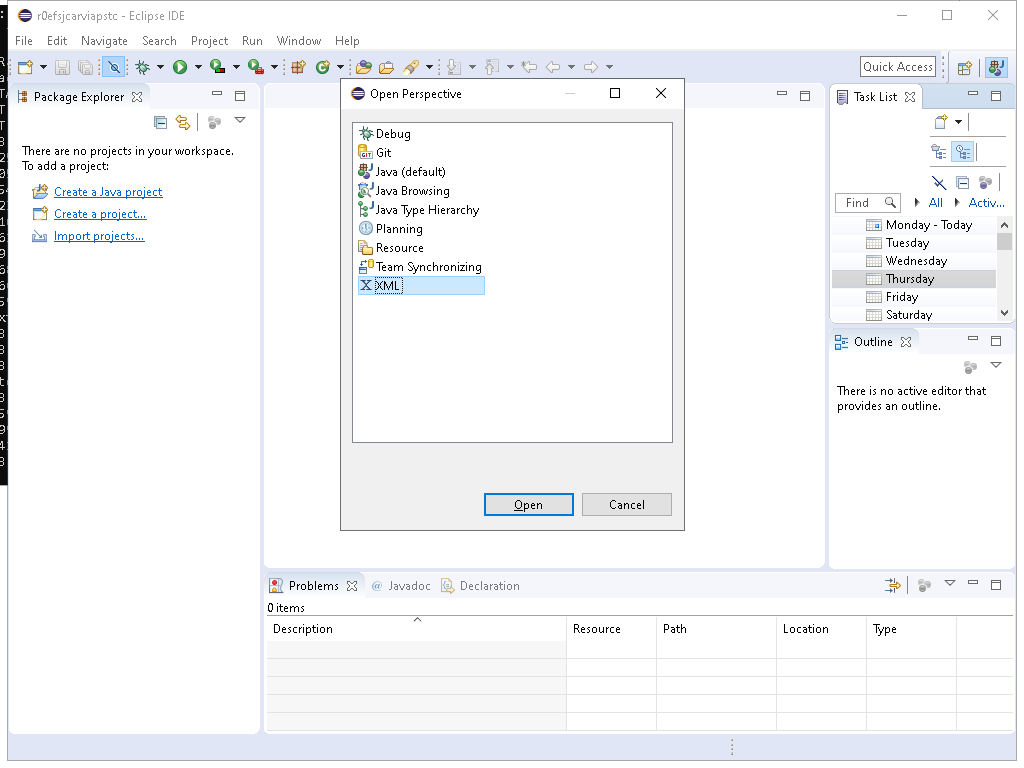 r0efsjcarviapstc - Eclipse IDE
File Edit Navigate Search Project Run Window Help
Quick Access
Package Explorer
There are no projects in your workspace.
To add a project:
Create a Java project
Create a project...
Import projects...
Open Perspective
Debug
Git
Java (default)
Java Browsing
Java Type Hierarchy
Planning
Resource
Team Synchronizing
XML
Open Cancel
Task List
Find All Activ...
Monday - Today
Tuesday
Wednesday
Thursday
Friday
Saturday
Outline
There is no active editor that
provides an outline.
Problems @ Javadoc Declaration
0 items
Description Resource Path Location Type